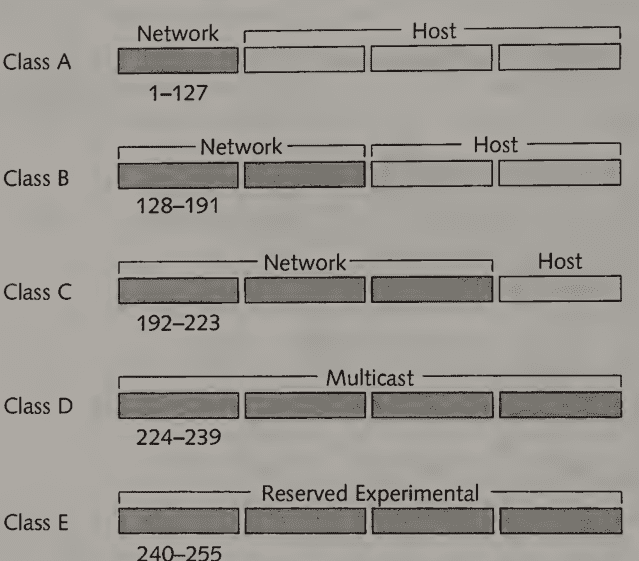 Network Host
Class A
1–127
Network Host
Class B
128–191
Network Host
Class C
192–223
Multicast
Class D
224–239
Reserved Experimental
Class E
240–255